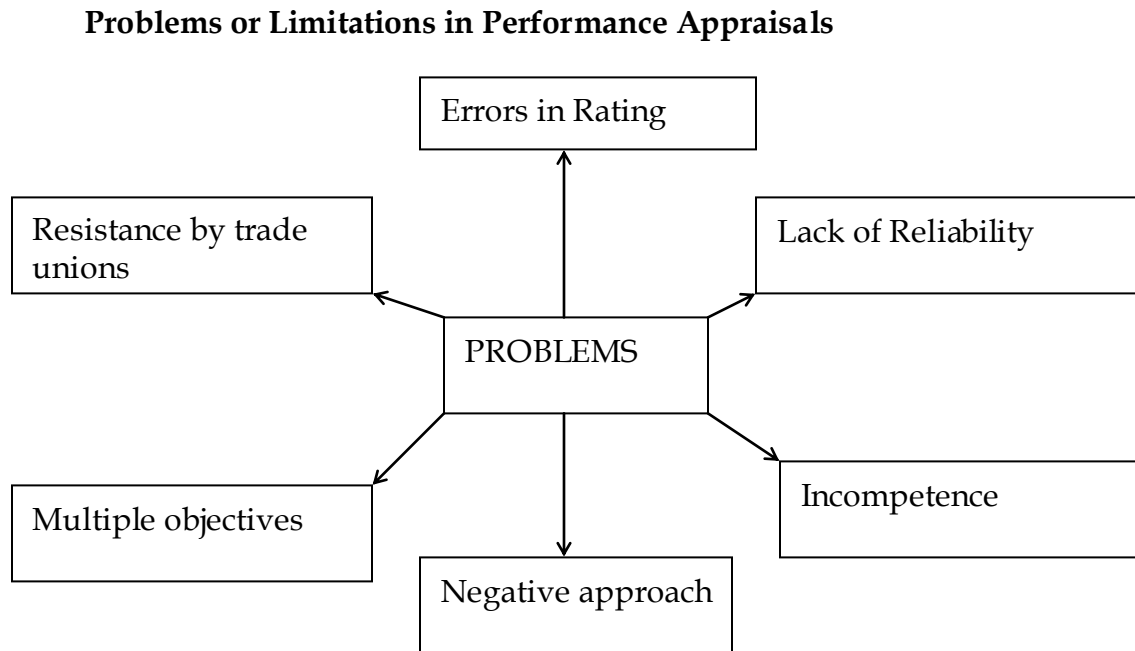 Problems or Limitations in Performance Appraisals
Errors in Rating
Resistance by trade
unions
Lack of Reliability
PROBLEMS
Multiple objectives
Incompetence
Negative approach